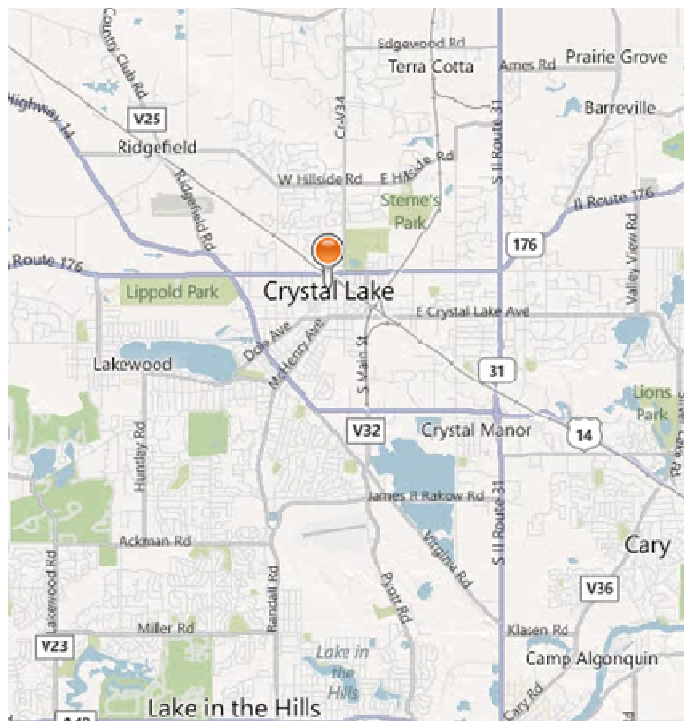 Country Club Rd
Edgewood Rd
Terra Cotta
Ames Rd
Prairie Grove
Highway 14
V25
Cr-V34
S Il Route 31
Barreville
Ridgefield
W Hillside Rd
E Hillside Rd
Ridgefield Rd
Sterne's
Park
Il Route 176
176
Valley View Rd
Route 176
Lippold Park
Crystal Lake
E Crystal Lake Ave
Dole Ave
McHenry Ave
S Main St
Lakewood
31
Lions
Park
V32
Crystal Manor
14
Huntley Rd
James R Rakow Rd
S Il Route 31
Virginia Rd
Ackman Rd
Cary
Lakewood Rd
Randall Rd
Pyott Rd
V36
Miller Rd
Klasen Rd
V23
Lake in
the
Hills
Camp Algonquin
Lake in the Hills
Cary Rd